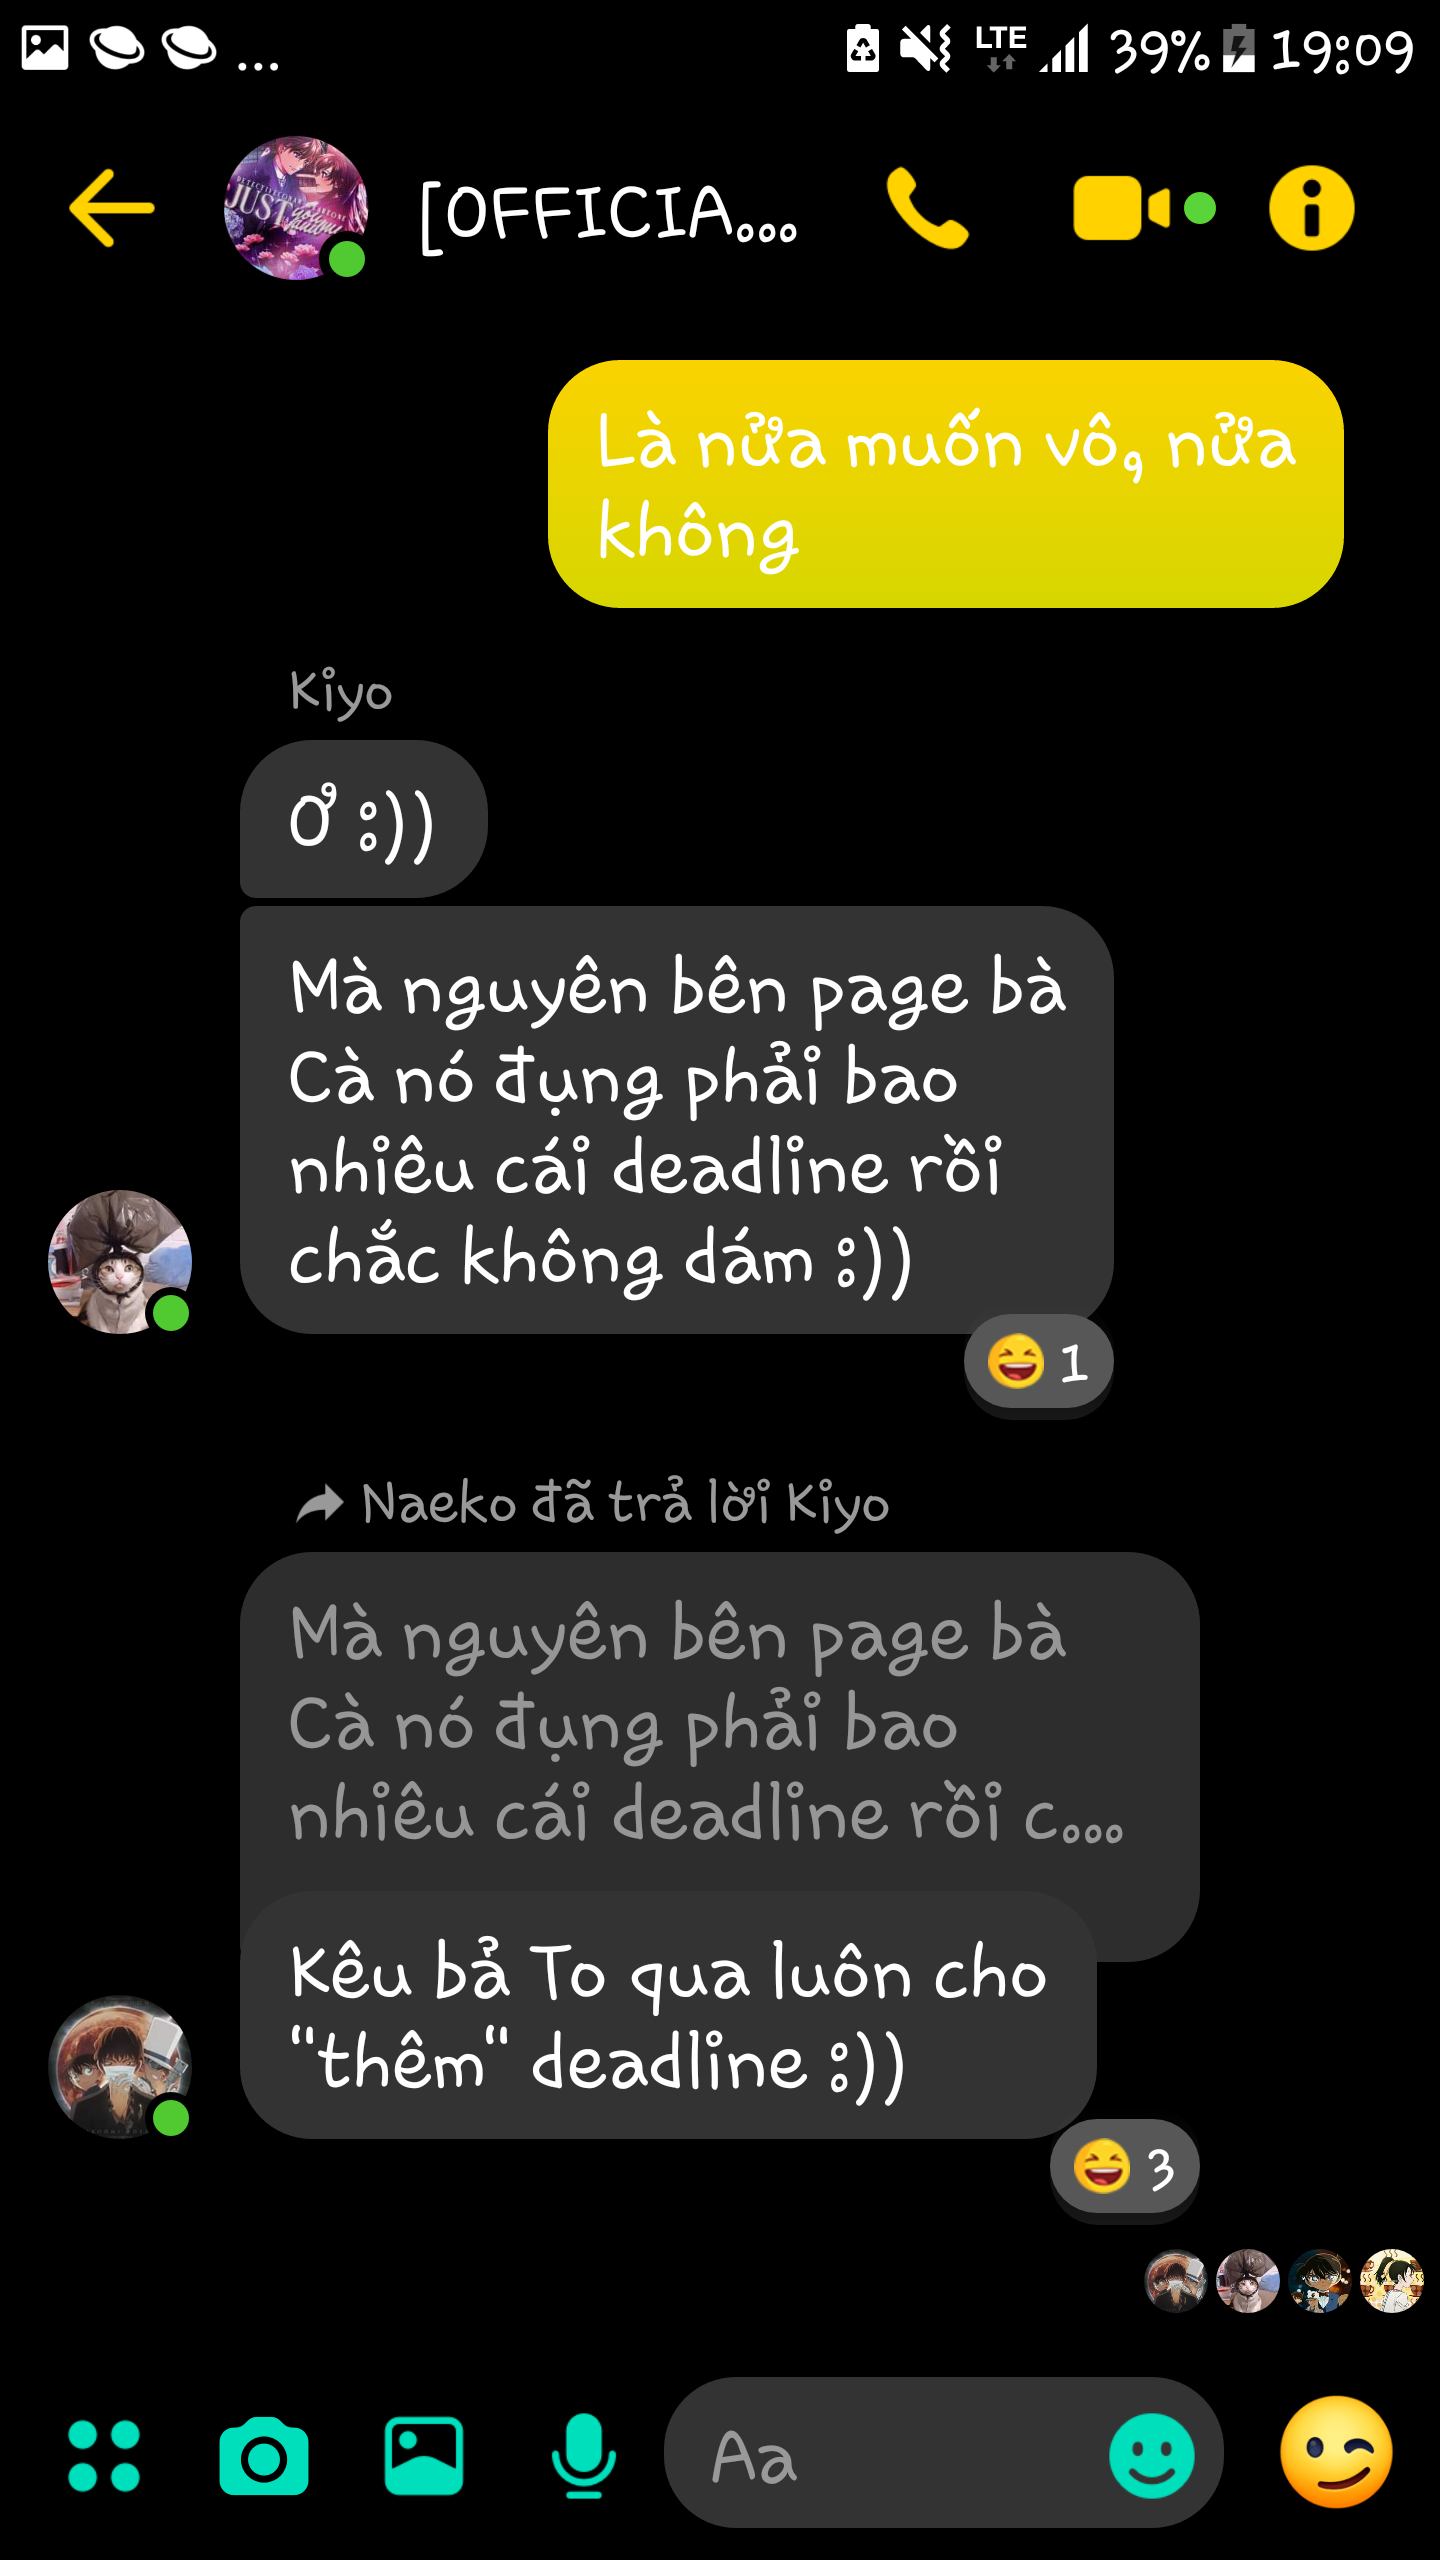 LTE 39% 19:09
[OFFICIA...
Là nửa muốn vô, nửa
không
Kiyo
Ơ :))
Mà nguyên bên page bà
Cà nó đụng phải bao
nhiêu cái deadline rồi
chắc không dám :))
1
Naeko đã trả lời Kiyo
Mà nguyên bên page bà
Cà nó đụng phải bao
nhiêu cái deadline rồi c...
Kêu bả To qua luôn cho
"thêm" deadline :))
3
Aa